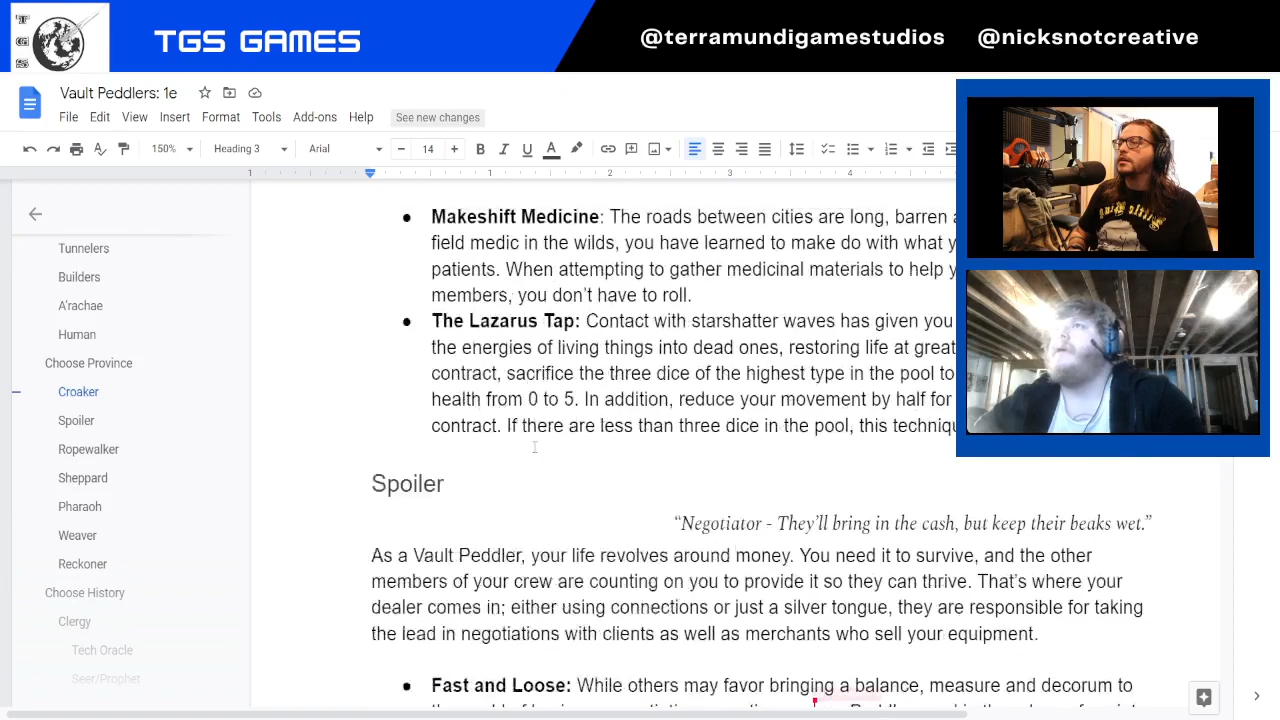 TGS
TGS GAMES
@terramundigamestudios @nicksnotcreative
Vault Peddlers: 1e
File Edit View Insert Format Tools Add-ons Help See new changes
150% Heading 3 Arial − 14 + B I U A
1 1 2 3 4
Tunnelers
Builders
A'rachae
Human
Choose Province
Croaker
Spoiler
Ropewalker
Sheppard
Pharaoh
Weaver
Reckoner
Choose History
Clergy
Tech Oracle
Seer/Prophet
● Makeshift Medicine: The roads between cities are long, barren
field medic in the wilds, you have learned to make do with what
patients. When attempting to gather medicinal materials to help
members, you don't have to roll.
● The Lazarus Tap: Contact with starshatter waves has given you
the energies of living things into dead ones, restoring life at great
contract, sacrifice the three dice of the highest type in the pool to
health from 0 to 5. In addition, reduce your movement by half for
contract. If there are less than three dice in the pool, this
Spoiler
“Negotiator - They’ll bring in the cash, but keep their beaks wet.”
As a Vault Peddler, your life revolves around money. You need it to survive, and the other
members of your crew are counting on you to provide it so they can thrive. That’s where your
dealer comes in; either using connections or just a silver tongue, they are responsible for taking
the lead in negotiations with clients as well as merchants who sell your equipment.
● Fast and Loose: While others may favor bringing a balance, measure and decorum to